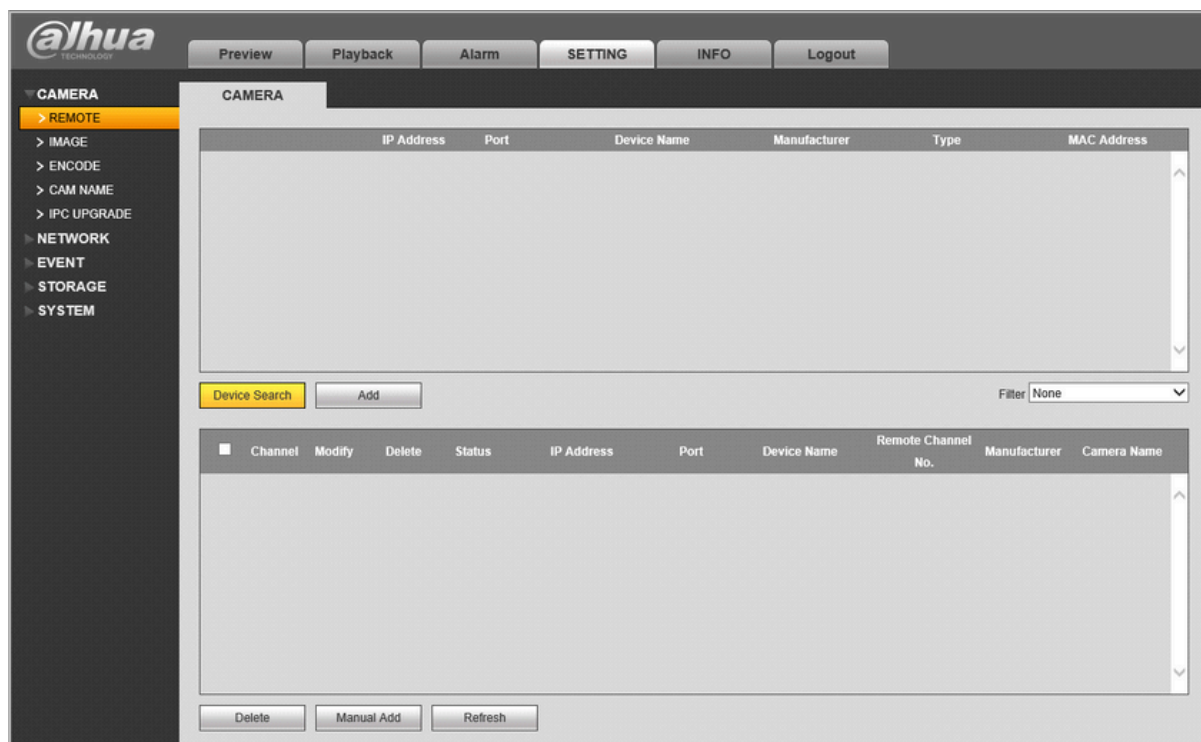 alhua
TECHNOLOGY
Preview Playback Alarm SETTING INFO Logout
CAMERA
> REMOTE
> IMAGE
> ENCODE
> CAM NAME
> IPC UPGRADE
NETWORK
EVENT
STORAGE
SYSTEM
CAMERA
IP Address Port Device Name Manufacturer Type MAC Address
Device Search Add Filter None
Channel Modify Delete Status IP Address Port Device Name Remote Channel No. Manufacturer Camera Name
Delete Manual Add Refresh